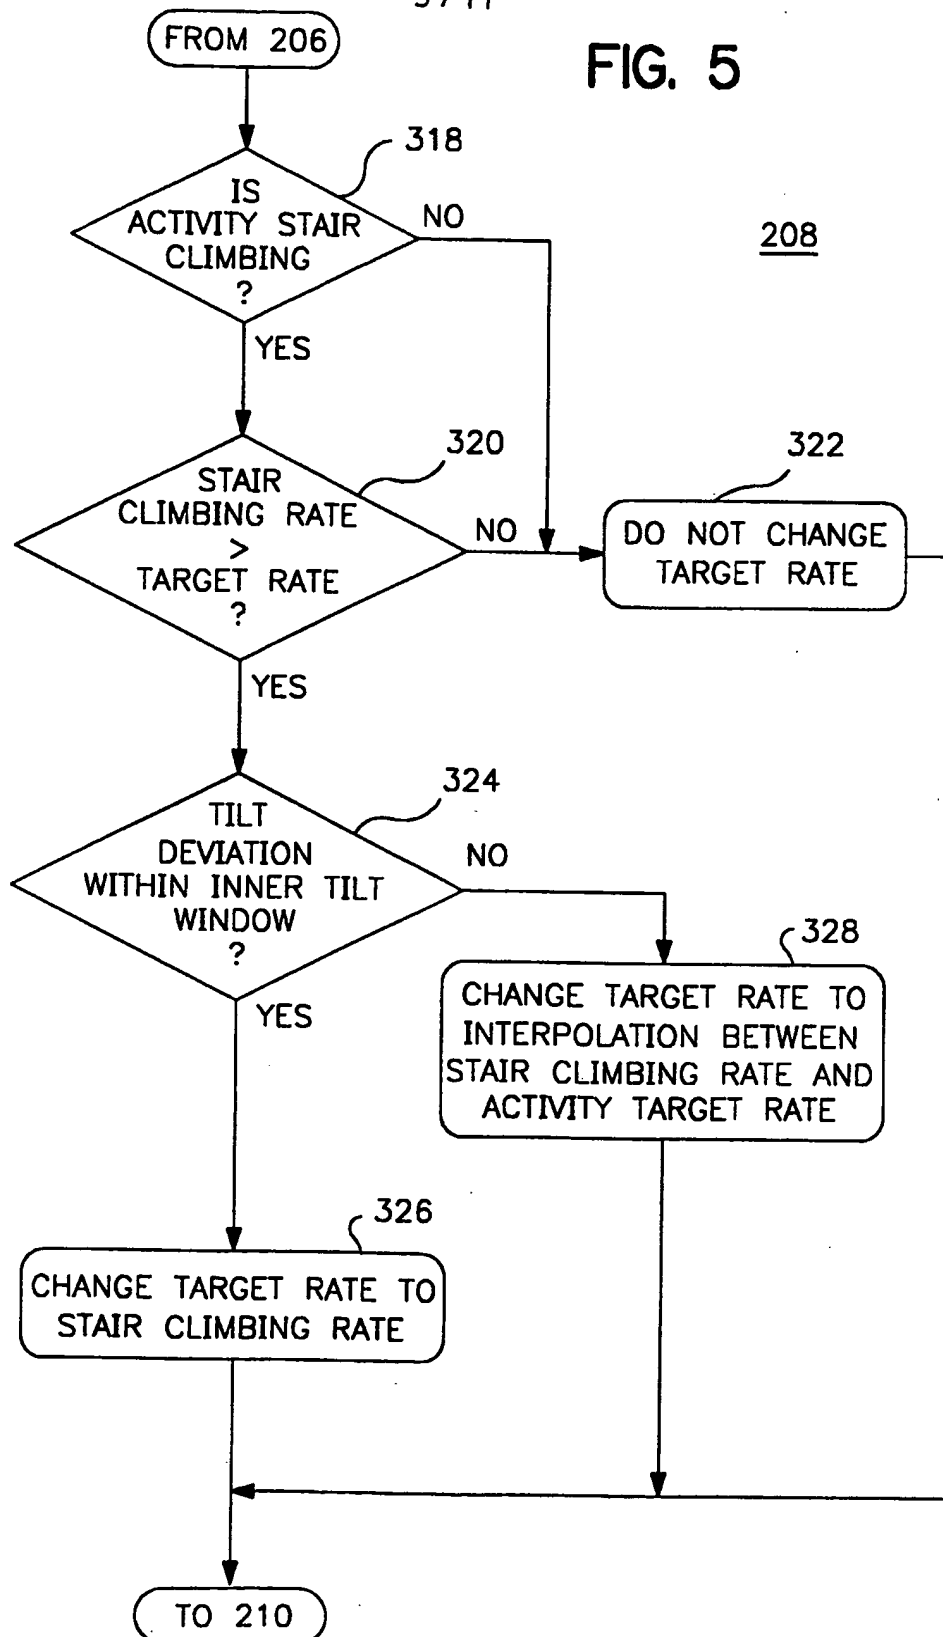 FROM 206
FIG. 5
318
IS
ACTIVITY STAIR
CLIMBING
?
NO
208
YES
320
STAIR
CLIMBING RATE
>
TARGET RATE
?
NO
322
DO NOT CHANGE
TARGET RATE
YES
324
TILT
DEVIATION
WITHIN INNER TILT
WINDOW
?
NO
328
CHANGE TARGET RATE TO
INTERPOLATION BETWEEN
STAIR CLIMBING RATE AND
ACTIVITY TARGET RATE
YES
326
CHANGE TARGET RATE TO
STAIR CLIMBING RATE
TO 210